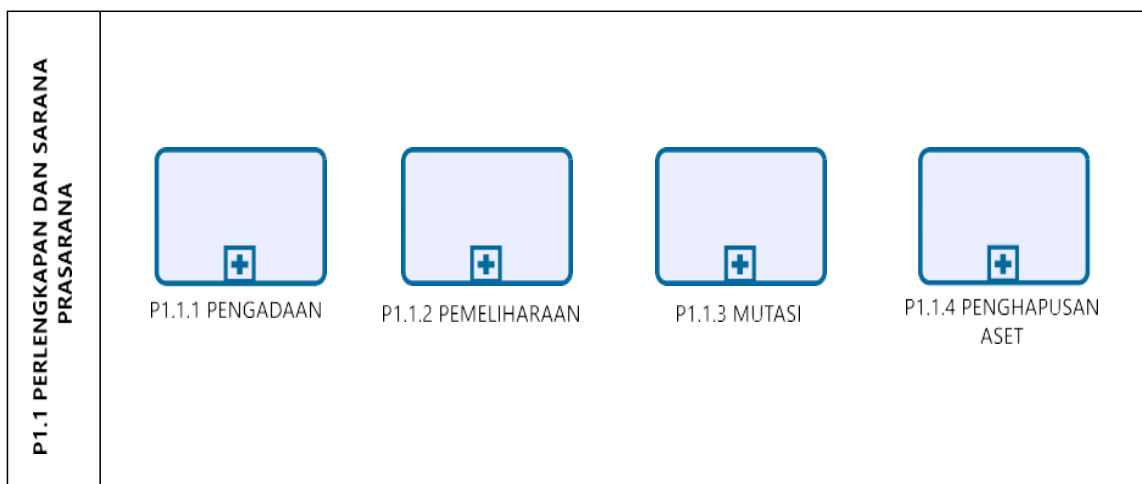 P1.1 PERLENGKAPAN DAN SARANA
PRASARANA
P1.1.1 PENGADAAN
P1.1.2 PEMELIHARAAN
P1.1.3 MUTASI
P1.1.4 PENGHAPUSAN
ASET